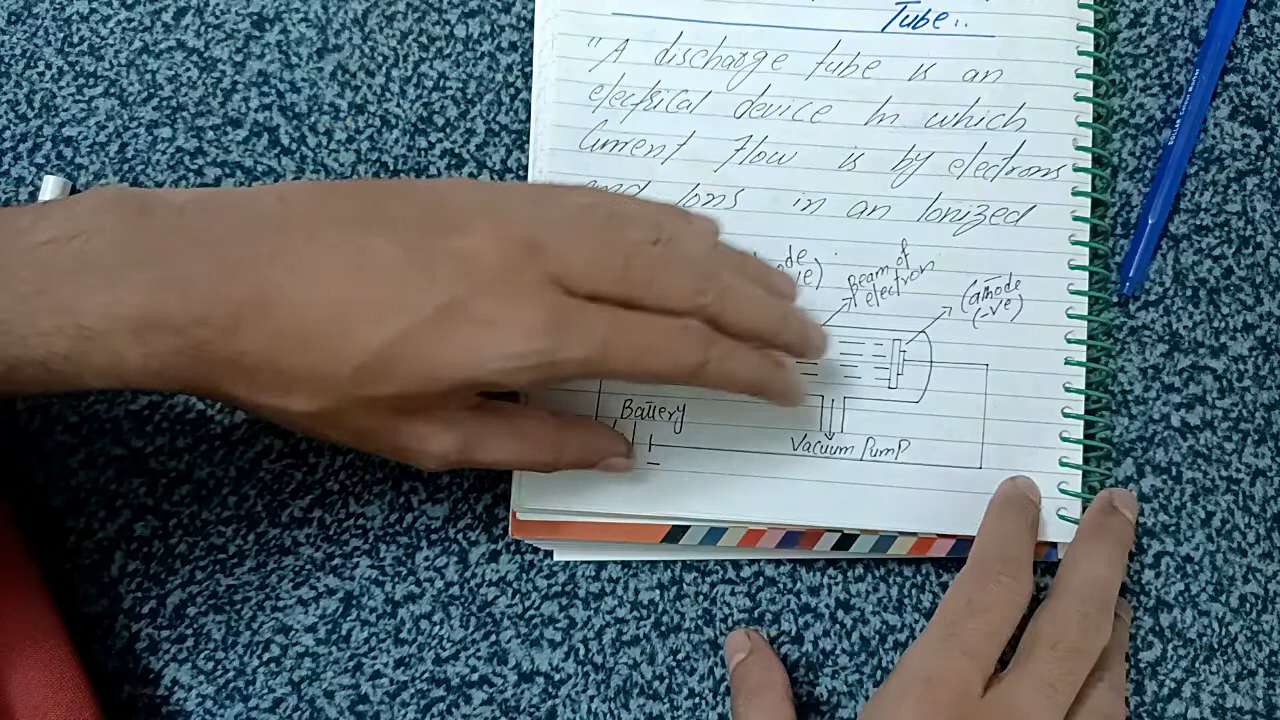 Tube..
"A discharge tube is an
electrical device In which
Current flow is by electrons
and Ions in an Ionized
Beam of
electron
Cathode
(-ve)
Battery
Vacuum Pump